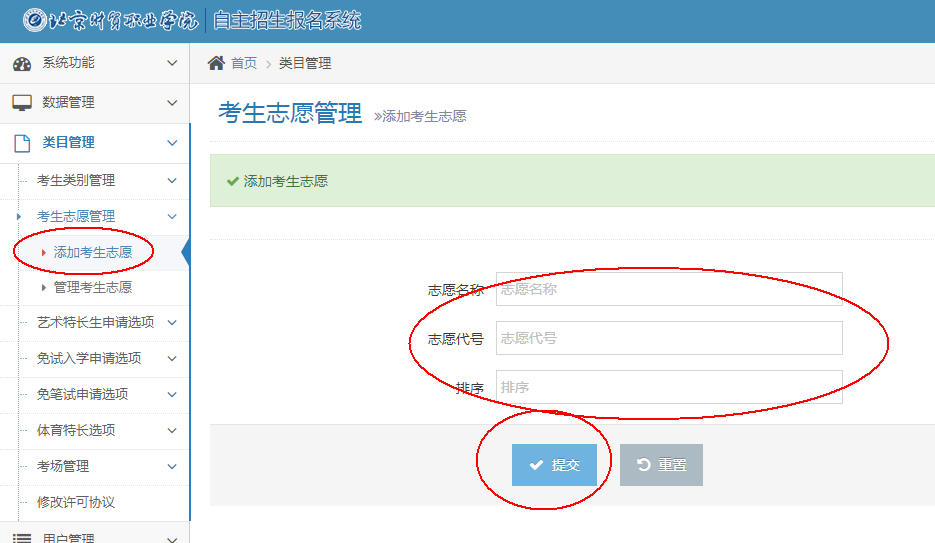 北京财贸职业学院 自主招生报名系统
系统功能
数据管理
类目管理
考生类别管理
考生志愿管理
添加考生志愿
管理考生志愿
艺术特长生申请选项
免试入学申请选项
免笔试申请选项
体育特长选项
考场管理
修改许可协议
用户管理
首页 > 类目管理
考生志愿管理 »添加考生志愿
添加考生志愿
志愿名称 志愿名称
志愿代号 志愿代号
排序 排序
提交 重置